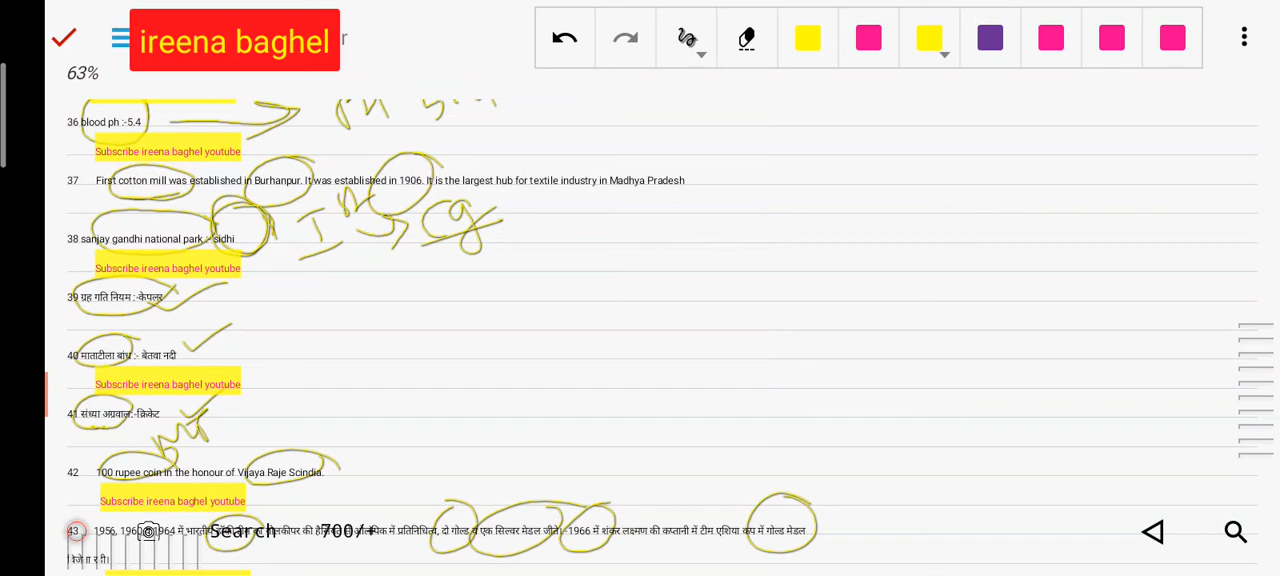 ireena baghel r
63%
36 blood ph :-5.4
Subscribe ireena baghel youtube
37 First cotton mill was established in Burhanpur. It was established in 1906. It is the largest hub for textile industry in Madhya Pradesh
38 sanjay gandhi national park :- sidhi
Subscribe ireena baghel youtube
39 ग्रह गति नियम :-केपलर
40 माताटीला बांध :- बेतवा नदी
Subscribe ireena baghel youtube
41 संध्या अग्रवाल:-क्रिकेट
42 100 rupee coin in the honour of Vijaya Raje Scindia.
Subscribe ireena baghel youtube
43 1956, 1960 1964 में प्रतिनिधित्व, दो गोल्ड व एक सिल्वर मेडल जीते। -1966 में शंकर लक्ष्मण की कप्तानी में टीम एशिया कप में गोल्ड मेडल
Search 700/+